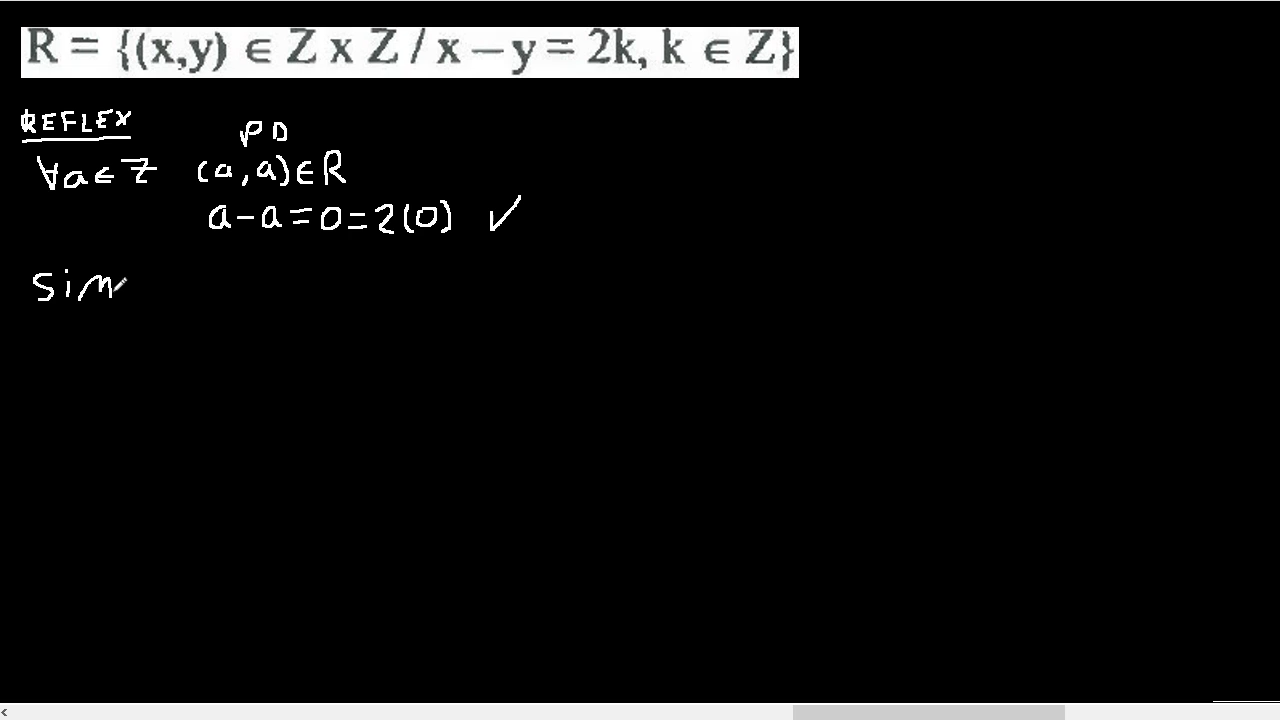 R = {(x,y) ∈ Z x Z / x – y = 2k, k ∈ Z}
REFLEX
PD
∀a ∈ Z (a,a) ∈ R
a-a=0=2(0) ✓
Sim